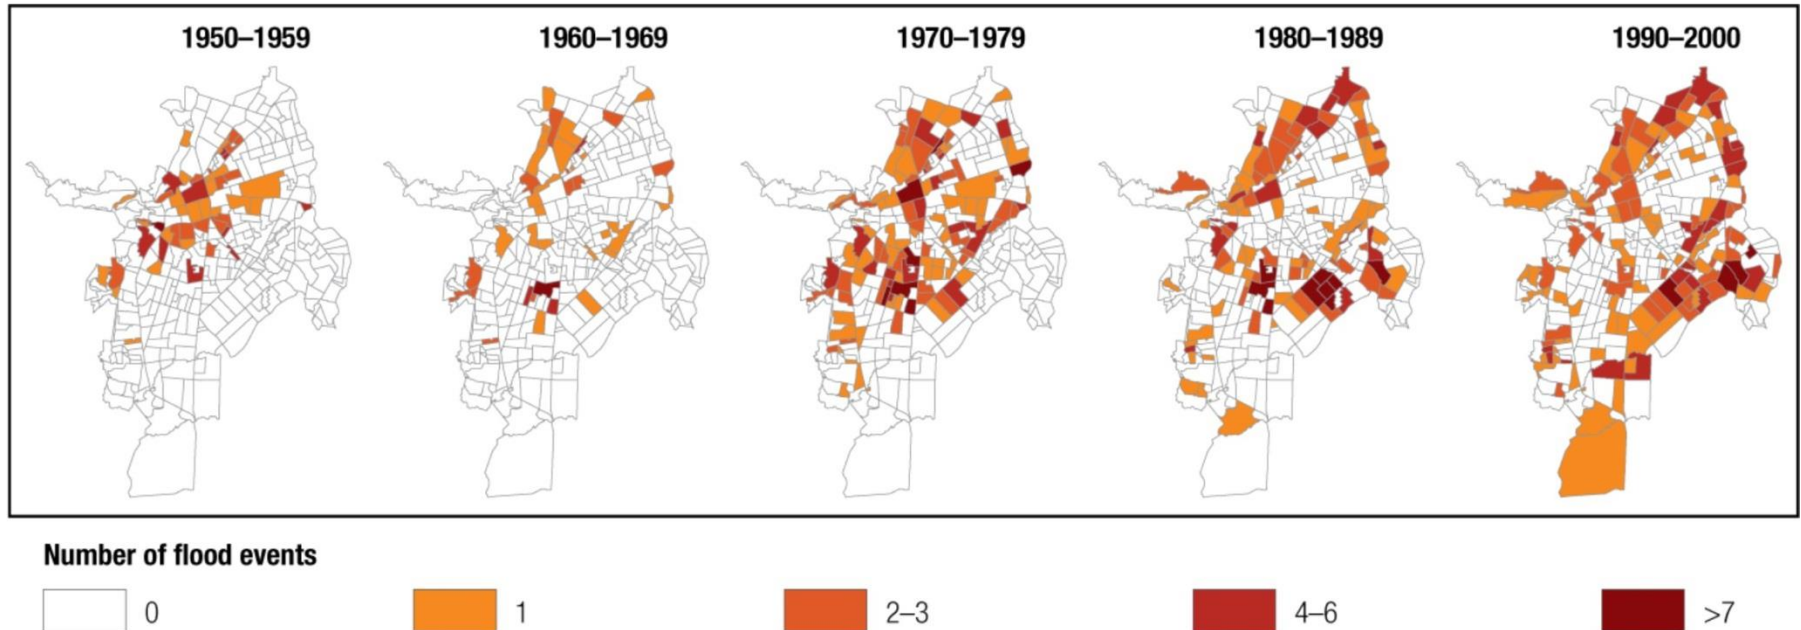 1950–1959 1960–1969 1970–1979 1980–1989 1990–2000
Number of flood events
0 1 2–3 4–6 >7